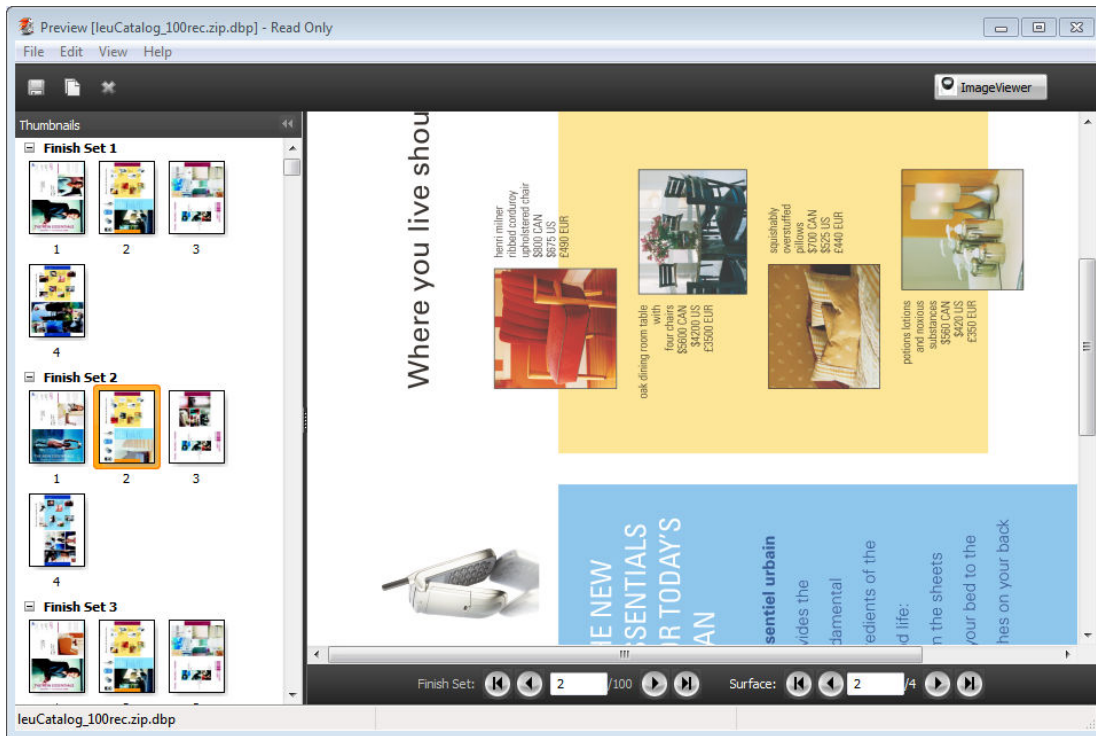 Preview [leuCatalog_100rec.zip.dbp] - Read Only
File Edit View Help
ImageViewer
Thumbnails
Finish Set 1
1 2 3
4
Finish Set 2
1 2 3
4
Finish Set 3
Where you live shou
henri milner
ribbed corduroy
upholstered chair
$800 CAN
$675 US
£490 EUR
oak dining room table
with
four chairs
$5600 CAN
$4200 US
£3500 EUR
squishably
overstuffed
pillows
$700 CAN
$525 US
£440 EUR
potions lotions
and noxious
substances
$560 CAN
$420 US
£350 EUR
HE NEW
SSENTIALS
OR TODAY'S
AN
sentiel urbain
vides the
damental
edients of the
d life:
n the sheets
your bed to the
hes on your back
Finish Set: 2 /100 Surface: 2 /4
leuCatalog_100rec.zip.dbp